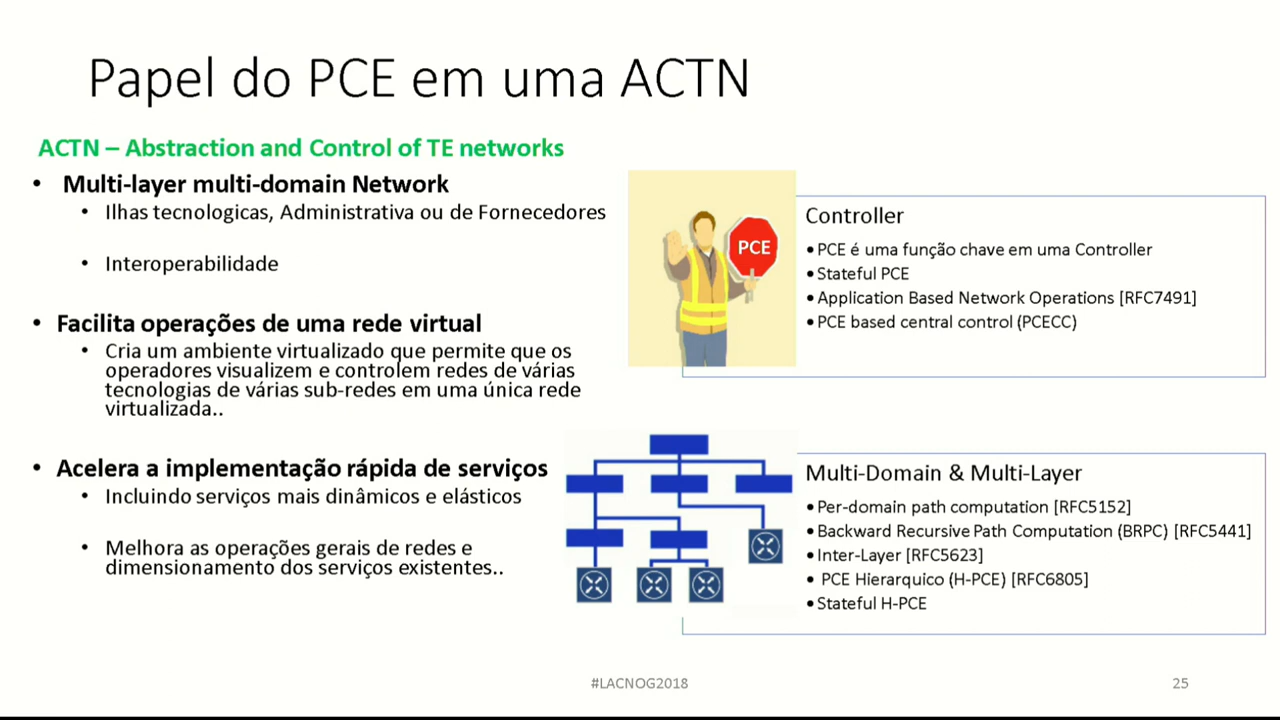 Papel do PCE em uma ACTN
ACTN – Abstraction and Control of TE networks
• Multi-layer multi-domain Network
• Ilhas tecnologicas, Administrativa ou de Fornecedores
• Interoperabilidade
• Facilita operações de uma rede virtual
• Cria um ambiente virtualizado que permite que os
operadores visualizem e controlem redes de várias
tecnologias de várias sub-redes em uma única rede
virtualizada..
• Acelera a implementação rápida de serviços
• Incluindo serviços mais dinâmicos e elásticos
• Melhora as operações gerais de redes e
dimensionamento dos serviços existentes..
PCE
Controller
• PCE é uma função chave em uma Controller
• Stateful PCE
• Application Based Network Operations [RFC7491]
• PCE based central control (PCECC)
Multi-Domain & Multi-Layer
• Per-domain path computation [RFC5152]
• Backward Recursive Path Computation (BRPC) [RFC5441]
• Inter-Layer [RFC5623]
• PCE Hierarquico (H-PCE) [RFC6805]
• Stateful H-PCE
#LACNOG2018
25